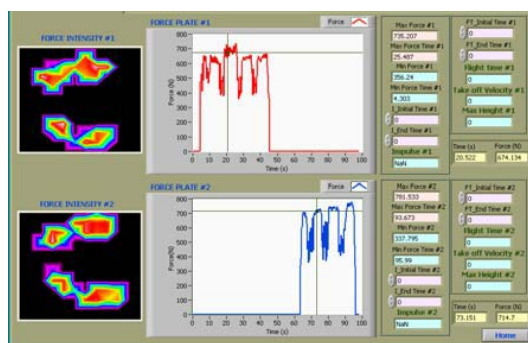 FORCE INTENSITY #1
FORCE PLATE #1
Force
Force (N)
800
700
600
500
400
300
200
100
0
0 10 20 30 40 50 60 70 80 90 100
Time (s)
Max Force #1
735.207
Max Force Time #1
25.487
Min Force #1
356.24
Min Force Time #1
4.303
I_Initial Time #1
0
I_End Time #1
0
Impulse #1
NaN
FT_Initial Time #1
0
FT_End Time #1
0
Flight Time #1
0
Take off Velocity #1
0
Max Height #1
0
Time (s) Force (N)
20.522 674.134
FORCE INTENSITY #2
FORCE PLATE #2
Force
Force(N)
800
700
600
500
400
300
200
100
0
0 10 20 30 40 50 60 70 80 90 100
Time (s)
Max Force #2
791.533
Max Force Time #2
93.673
Min Force #2
337.795
Min Force Time #2
95.99
I_Initial Time #2
0
I_End Time #2
0
Impulse #2
NaN
FT_Initial Time #2
0
FT_End Time #2
0
Flight Time #2
0
Take off Velocity #2
0
Max Height #2
0
Time (s) Force (N)
73.151 714.7
Home